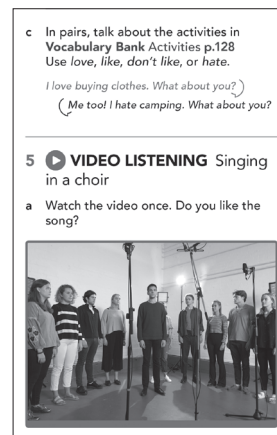 c In pairs, talk about the activities in
Vocabulary Bank Activities p.128
Use love, like, don't like, or hate.
I love buying clothes. What about you?
Me too! I hate camping. What about you?
5 VIDEO LISTENING Singing
in a choir
a Watch the video once. Do you like the
song?